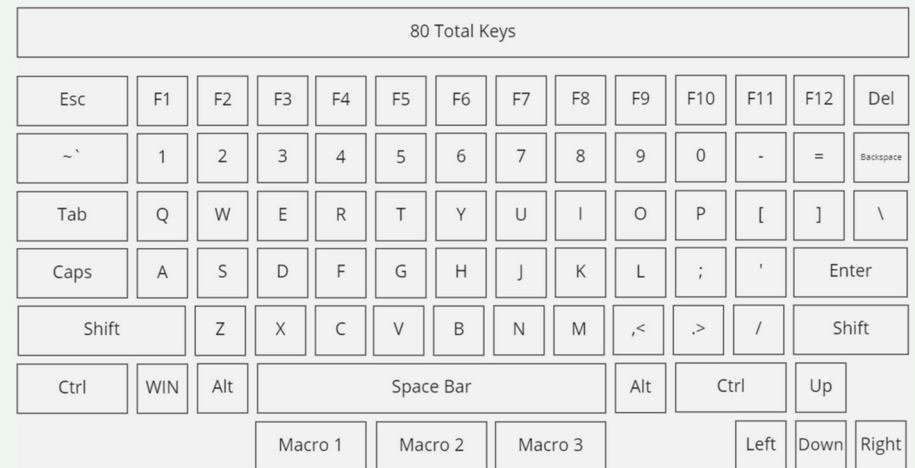 80 Total Keys
Esc F1 F2 F3 F4 F5 F6 F7 F8 F9 F10 F11 F12 Del
~` 1 2 3 4 5 6 7 8 9 0 - = Backspace
Tab Q W E R T Y U I O P [ ] \
Caps A S D F G H J K L ; ' Enter
Shift Z X C V B N M ,< .> / Shift
Ctrl WIN Alt Space Bar Alt Ctrl Up
Macro 1 Macro 2 Macro 3 Left Down Right